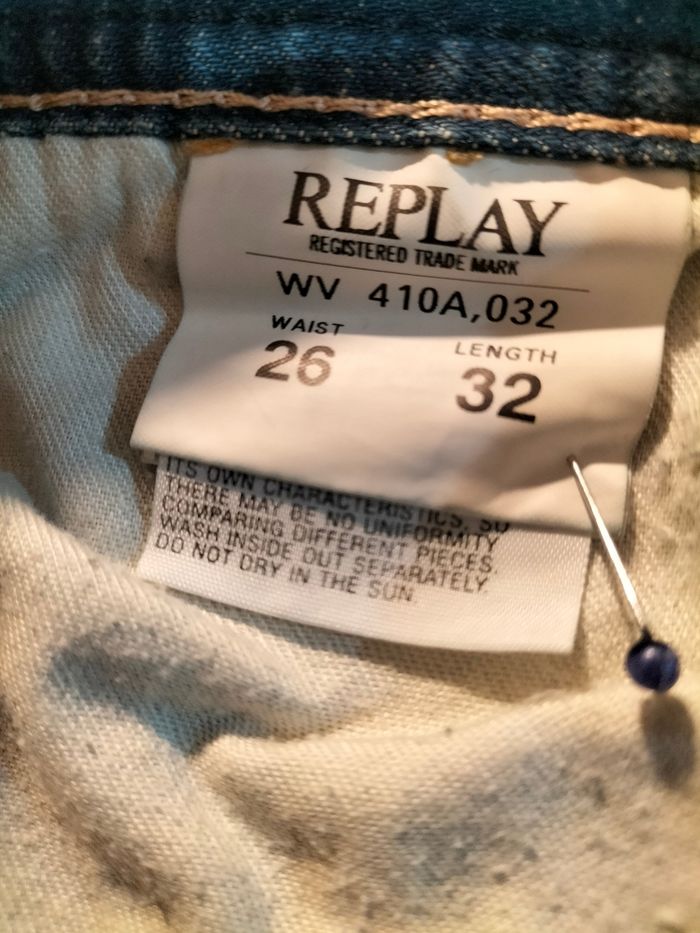 REPLAY
REGISTERED TRADE MARK
WV 410A,032
WAIST LENGTH
26 32
ITS OWN CHARACTERISTICS, SO
THERE MAY BE NO UNIFORMITY
COMPARING DIFFERENT PIECES.
WASH INSIDE OUT SEPARATELY.
DO NOT DRY IN THE SUN.